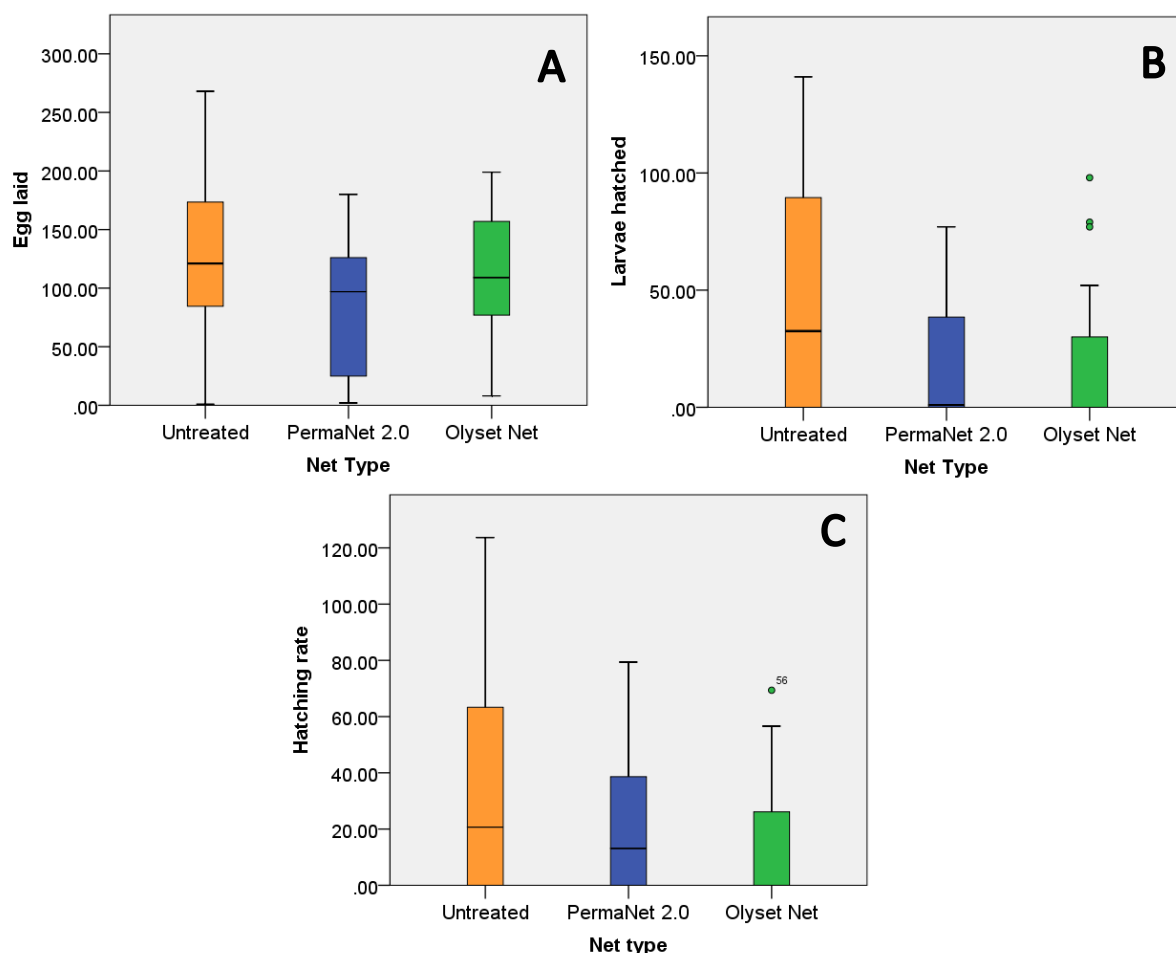 A
300.00
250.00
200.00
150.00
100.00
50.00
.00
Egg laid
Untreated PermaNet 2.0 Olyset Net
Net Type
B
150.00
100.00
50.00
.00
Larvae hatched
Untreated PermaNet 2.0 Olyset Net
Net Type
C
120.00
100.00
80.00
60.00
40.00
20.00
.00
Hatching rate
56
Untreated PermaNet 2.0 Olyset Net
Net type